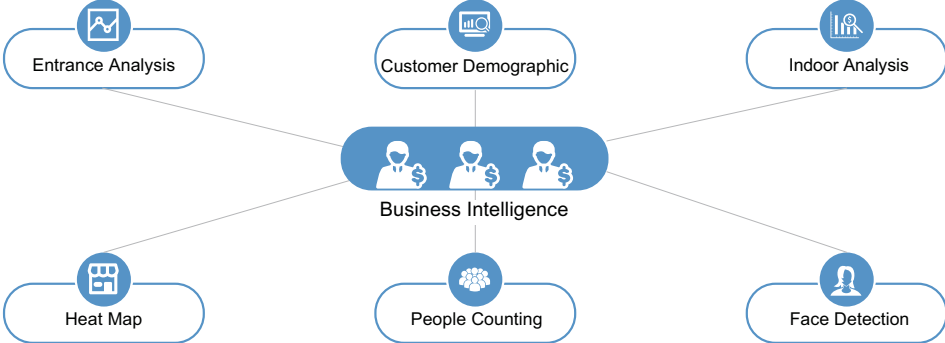 Entrance Analysis
Customer Demographic
Indoor Analysis
$ $ $
Business Intelligence
Heat Map
People Counting
Face Detection